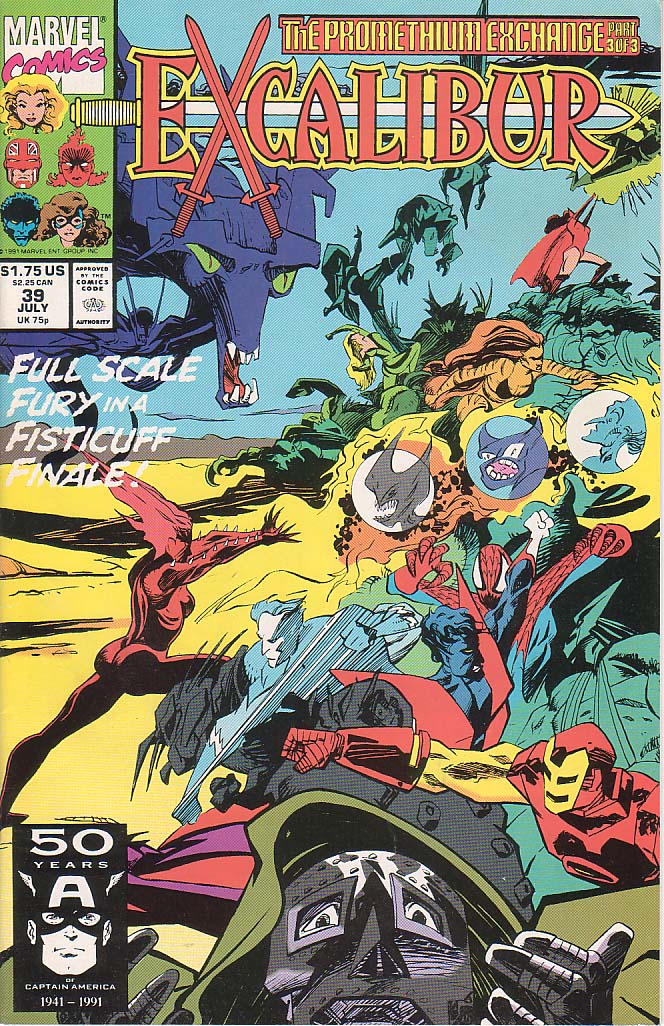 MARVEL
COMICS
THE PROMETHIUM EXCHANGE PART
3 OF 3
EXCALIBUR
TM
© 1991 MARVEL ENT. GROUP, INC.
$1.75 US
$2.25 CAN
39
JULY
UK 75p
APPROVED
BY THE
COMICS
CODE
AUTHORITY
FULL SCALE
FURY IN A
FISTICUFF
FINALE!
50
YEARS
A
OF
CAPTAIN AMERICA
1941-1991